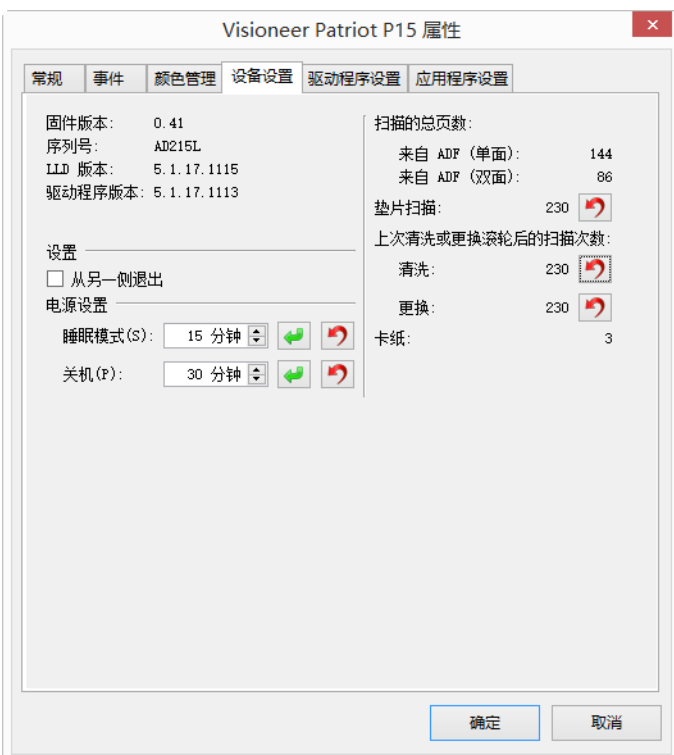 Visioneer Patriot P15 属性
常规 事件 颜色管理 设备设置 驱动程序设置 应用程序设置
固件版本: 0.41
序列号: AD215L
LLD 版本: 5.1.17.1115
驱动程序版本: 5.1.17.1113
设置
从另一侧退出
电源设置
睡眠模式(S): 15 分钟
关机(P): 30 分钟
扫描的总页数:
来自 ADF (单面): 144
来自 ADF (双面): 86
垫片扫描: 230
上次清洗或更换滚轮后的扫描次数:
清洗: 230
更换: 230
卡纸: 3
确定 取消